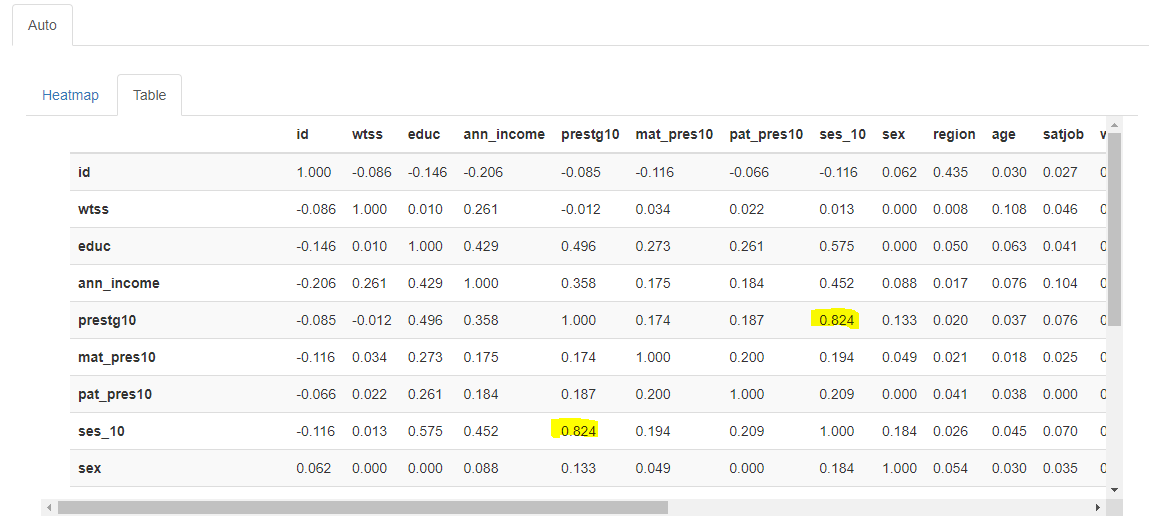 Auto
Heatmap Table
id wtss educ ann_income prestg10 mat_pres10 pat_pres10 ses_10 sex region age satjob
id 1.000 -0.086 -0.146 -0.206 -0.085 -0.116 -0.066 -0.116 0.062 0.435 0.030 0.027
wtss -0.086 1.000 0.010 0.261 -0.012 0.034 0.022 0.013 0.000 0.008 0.108 0.046
educ -0.146 0.010 1.000 0.429 0.496 0.273 0.261 0.575 0.000 0.050 0.063 0.041
ann_income -0.206 0.261 0.429 1.000 0.358 0.175 0.184 0.452 0.088 0.017 0.076 0.104
prestg10 -0.085 -0.012 0.496 0.358 1.000 0.174 0.187 0.824 0.133 0.020 0.037 0.076
mat_pres10 -0.116 0.034 0.273 0.175 0.174 1.000 0.200 0.194 0.049 0.021 0.018 0.025
pat_pres10 -0.066 0.022 0.261 0.184 0.187 0.200 1.000 0.209 0.000 0.041 0.038 0.000
ses_10 -0.116 0.013 0.575 0.452 0.824 0.194 0.209 1.000 0.184 0.026 0.045 0.070
sex 0.062 0.000 0.000 0.088 0.133 0.049 0.000 0.184 1.000 0.054 0.030 0.035